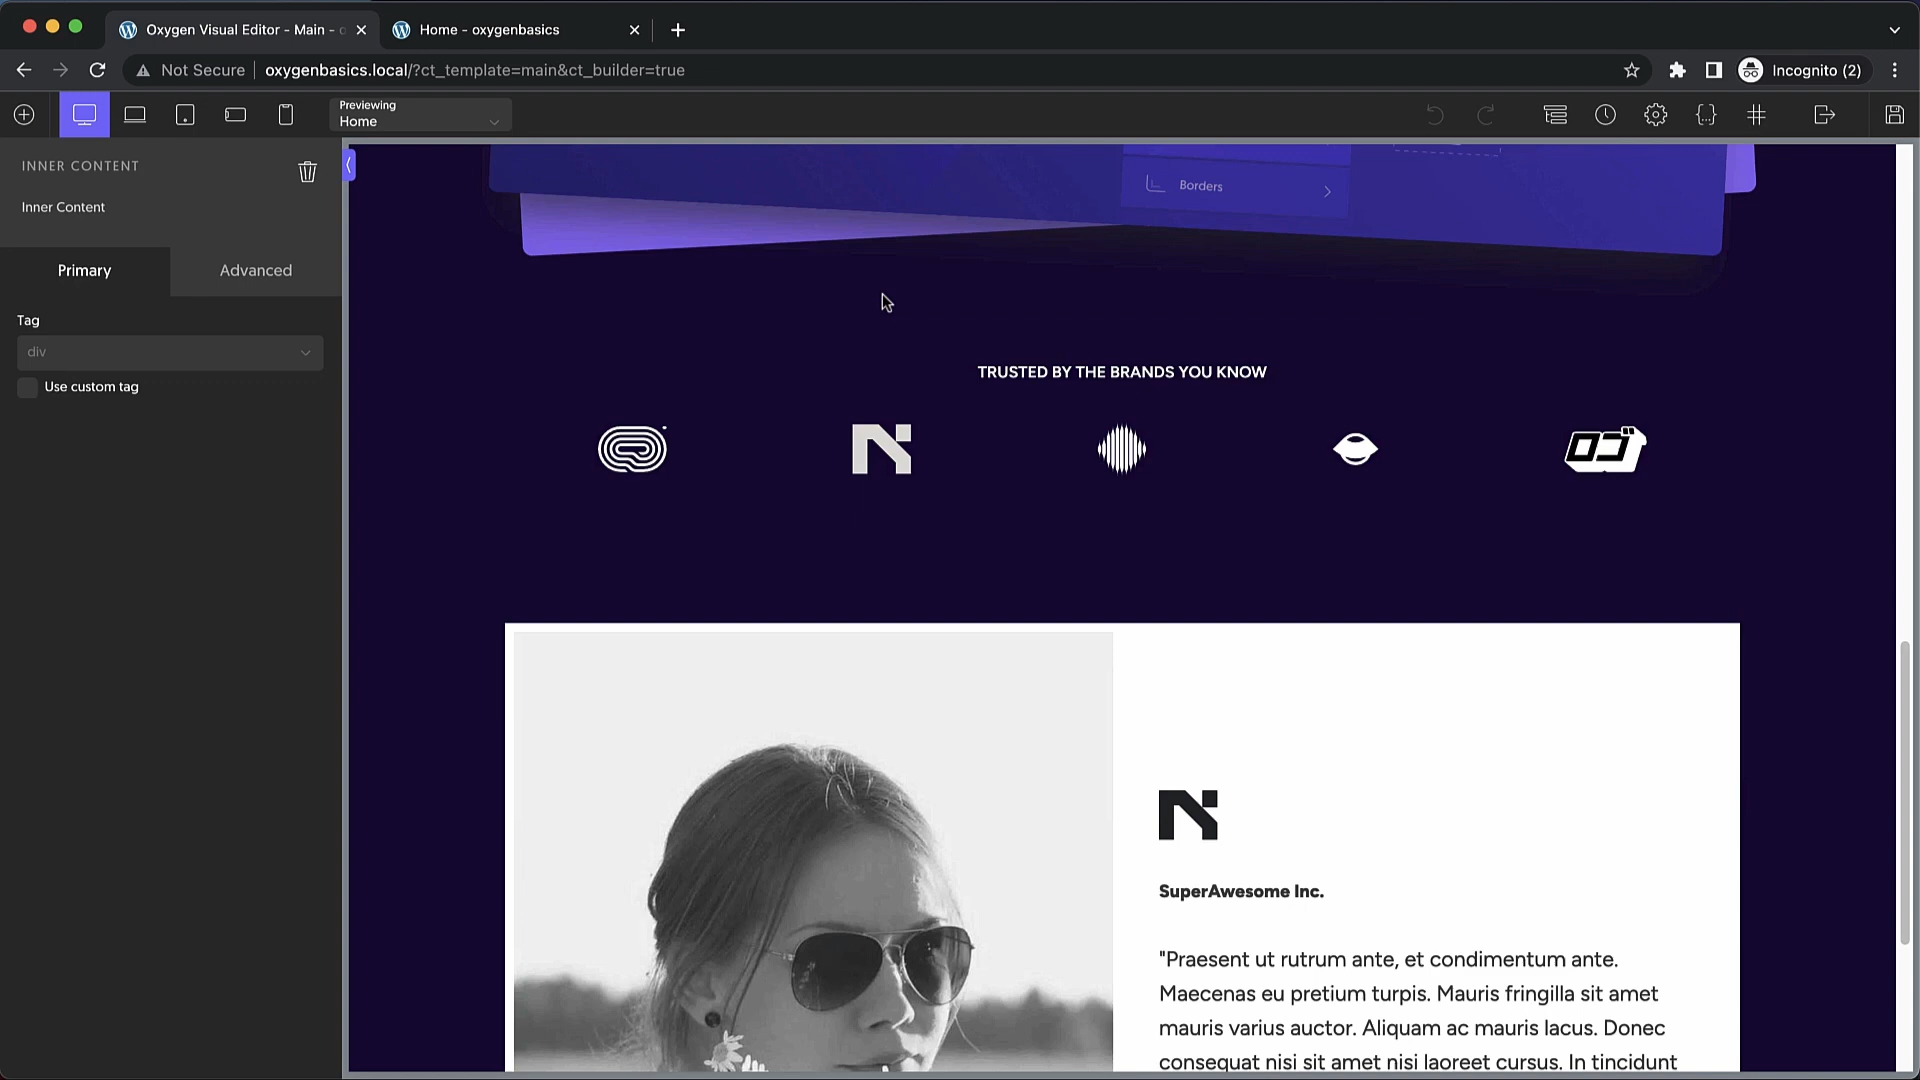 Oxygen Visual Editor - Main - o
Home - oxygenbasics
Not Secure
oxygenbasics.local/?ct_template=main&ct_builder=true
Incognito (2)
Previewing
Home
INNER CONTENT
Inner Content
Primary
Advanced
Tag
div
Use custom tag
Borders
TRUSTED BY THE BRANDS YOU KNOW
SuperAwesome Inc.
"Praesent ut rutrum ante, et condimentum ante.
Maecenas eu pretium turpis. Mauris fringilla sit amet
mauris varius auctor. Aliquam ac mauris lacus. Donec
consequat nisi sit amet nisi laoreet cursus. In tincidunt